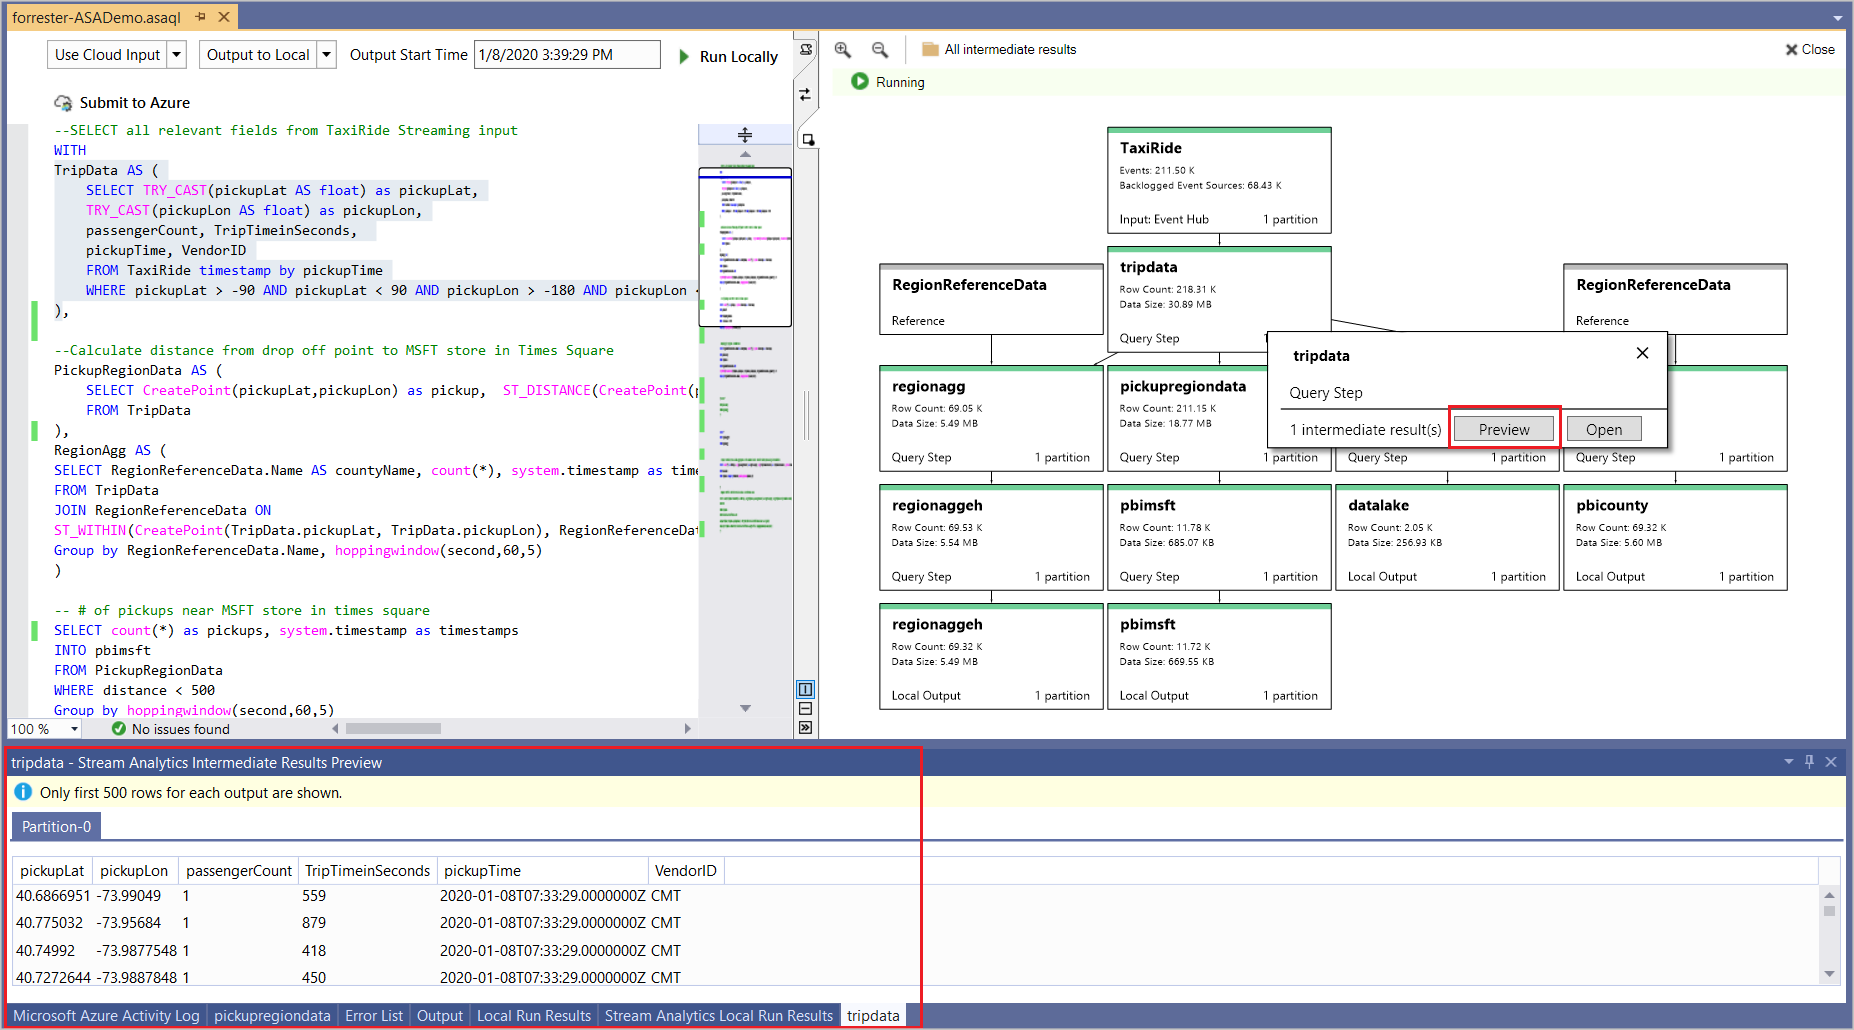 forrester-ASADemo.asaql
Use Cloud Input
Output to Local
Output Start Time
1/8/2020 3:39:29 PM
Run Locally
Submit to Azure
--SELECT all relevant fields from TaxiRide Streaming input
WITH
TripData AS (
SELECT TRY_CAST(pickupLat AS float) as pickupLat,
TRY_CAST(pickupLon AS float) as pickupLon,
passengerCount, TripTimeinSeconds,
pickupTime, VendorID
FROM TaxiRide timestamp by pickupTime
WHERE pickupLat > -90 AND pickupLat < 90 AND pickupLon > -180 AND pickupLon <
),
--Calculate distance from drop off point to MSFT store in Times Square
PickupRegionData AS (
SELECT CreatePoint(pickupLat,pickupLon) as pickup, ST_DISTANCE(CreatePoint(p
FROM TripData
),
RegionAgg AS (
SELECT RegionReferenceData.Name AS countyName, count(*), system.timestamp as time
FROM TripData
JOIN RegionReferenceData ON
ST_WITHIN(CreatePoint(TripData.pickupLat, TripData.pickupLon), RegionReferenceDat
Group by RegionReferenceData.Name, hoppingwindow(second,60,5)
)
-- # of pickups near MSFT store in times square
SELECT count(*) as pickups, system.timestamp as timestamps
INTO pbimsft
FROM PickupRegionData
WHERE distance < 500
Group by hoppingwindow(second,60,5)
100 %
No issues found
All intermediate results
Close
Running
TaxiRide
Events: 211.50 K
Backlogged Event Sources: 68.43 K
Input: Event Hub 1 partition
tripdata
Row Count: 218.31 K
Data Size: 30.89 MB
Query Step 1
RegionReferenceData
Reference
RegionReferenceData
Reference
tripdata
Query Step
1 intermediate result(s)
Preview
Open
regionagg
Row Count: 69.05 K
Data Size: 5.49 MB
Query Step 1 partition
pickupregiondata
Row Count: 211.15 K
Data Size: 18.77 MB
Query Step 1 partition
Query Step 1 partition
Query Step 1 partition
regionaggeh
Row Count: 69.53 K
Data Size: 5.54 MB
Query Step 1 partition
pbimsft
Row Count: 11.78 K
Data Size: 685.07 KB
Query Step 1 partition
datalake
Row Count: 2.05 K
Data Size: 256.93 KB
Local Output 1 partition
pbicounty
Row Count: 69.32 K
Data Size: 5.60 MB
Local Output 1 partition
regionaggeh
Row Count: 69.32 K
Data Size: 5.49 MB
Local Output 1 partition
pbimsft
Row Count: 11.72 K
Data Size: 669.55 KB
Local Output 1 partition
tripdata - Stream Analytics Intermediate Results Preview
Only first 500 rows for each output are shown.
Partition-0
pickupLat pickupLon passengerCount TripTimeinSeconds pickupTime VendorID
40.6866951 -73.99049 1 559 2020-01-08T07:33:29.0000000Z CMT
40.775032 -73.95684 1 879 2020-01-08T07:33:29.0000000Z CMT
40.74992 -73.9877548 1 418 2020-01-08T07:33:29.0000000Z CMT
40.7272644 -73.9887848 1 450 2020-01-08T07:33:29.0000000Z CMT
Microsoft Azure Activity Log pickupregiondata Error List Output Local Run Results Stream Analytics Local Run Results tripdata